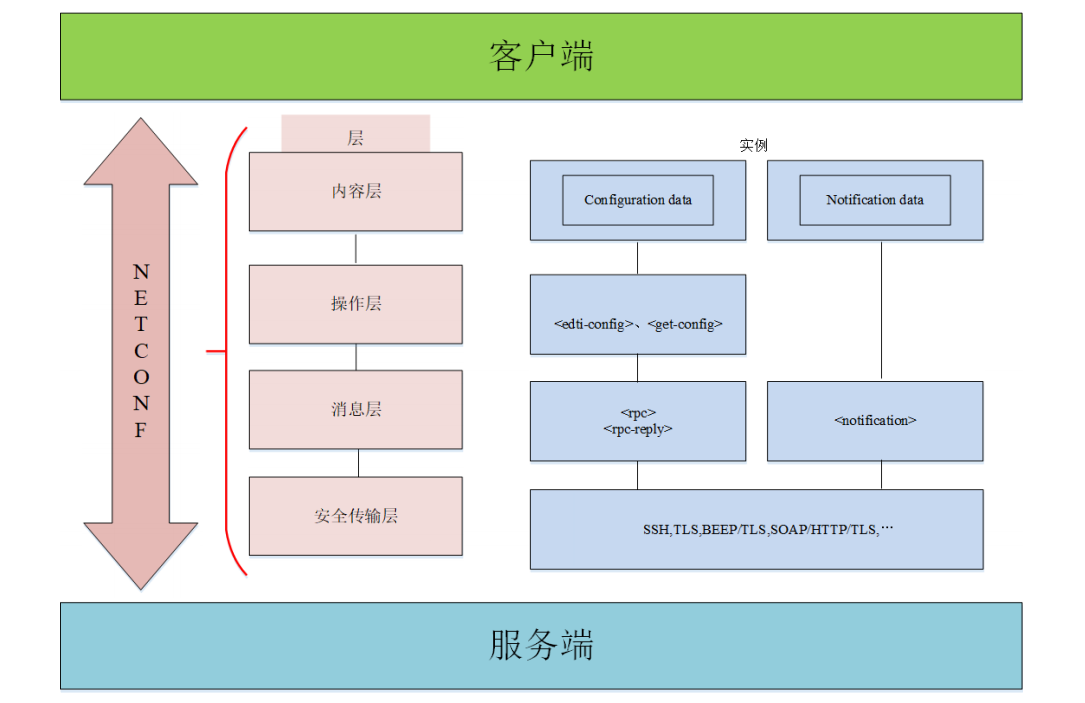 客户端
层
实例
内容层
Configuration data
Notification data
NETCONF
操作层
<edti-config>、<get-config>
消息层
<rpc>
<rpc-reply>
<notification>
安全传输层
SSH,TLS,BEEP/TLS,SOAP/HTTP/TLS,…
服务端